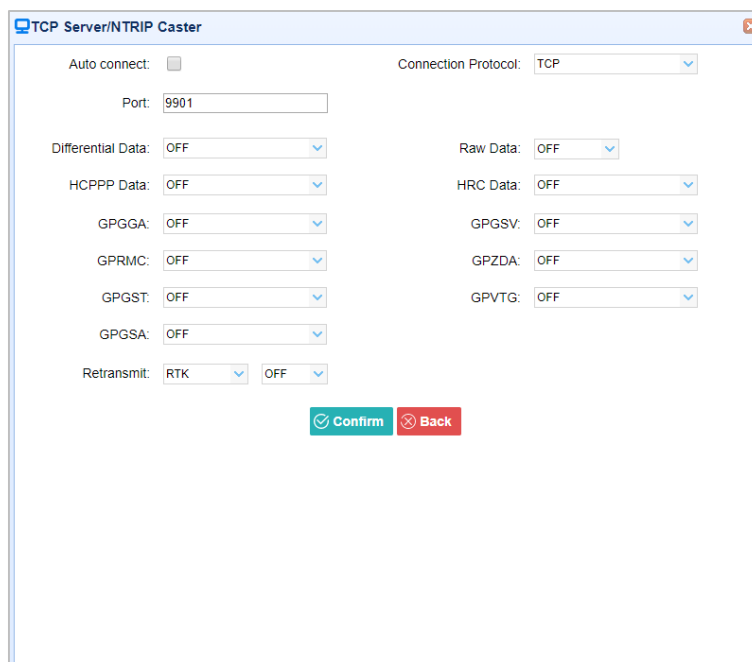 TCP Server/NTRIP Caster
Auto connect: Connection Protocol: TCP
Port: 9901
Differential Data: OFF Raw Data: OFF
HCPPP Data: OFF HRC Data: OFF
GPGGA: OFF GPGSV: OFF
GPRMC: OFF GPZDA: OFF
GPGST: OFF GPVTG: OFF
GPGSA: OFF
Retransmit: RTK OFF
Confirm Back